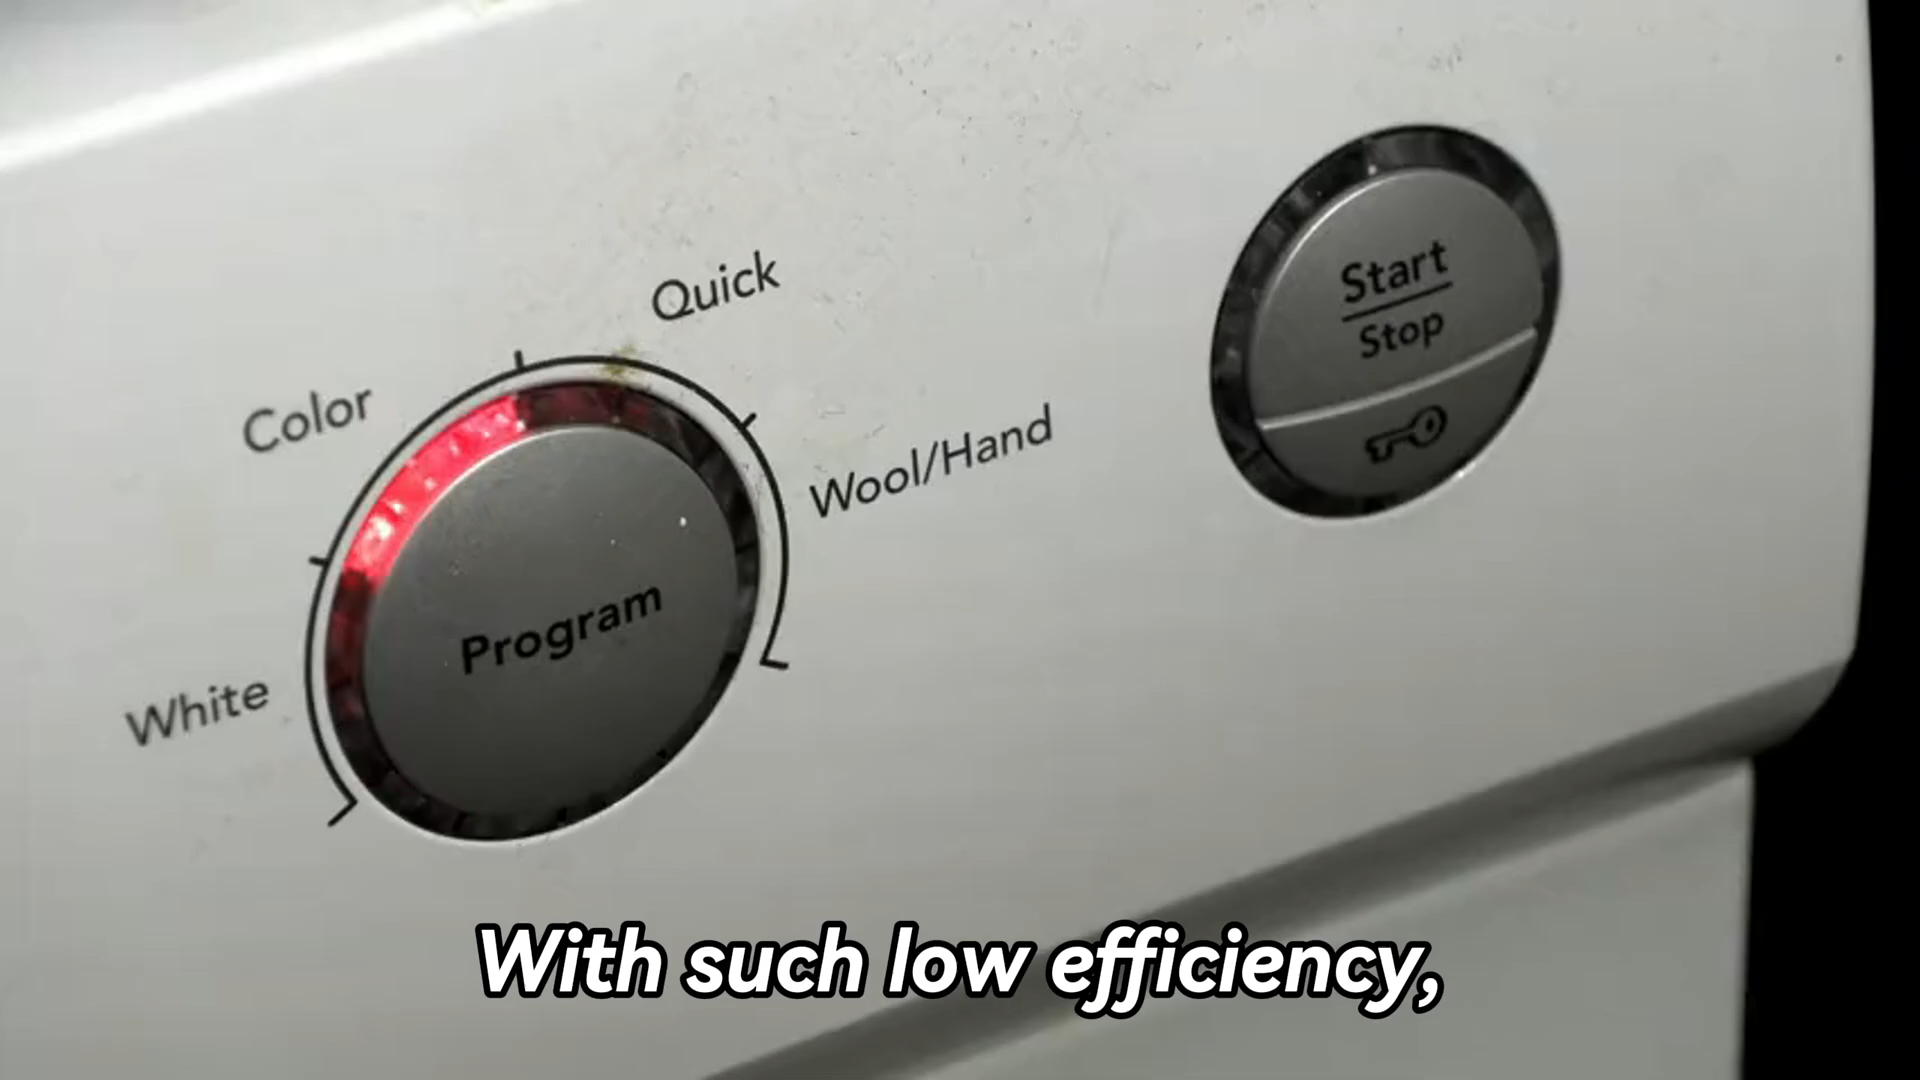 Quick
Color
Wool/Hand
White
Program
Start
Stop
With such low efficiency,